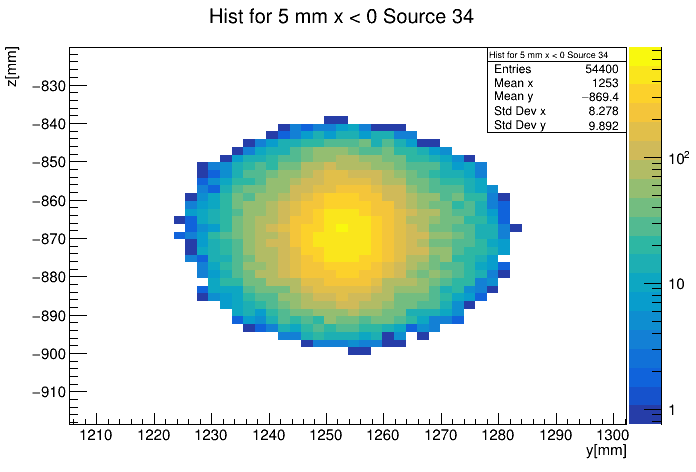 Hist for 5 mm x < 0 Source 34
z[mm]
Hist for 5 mm x < 0 Source 34
Entries 54400
Mean x 1253
Mean y −869.4
Std Dev x 8.278
Std Dev y 9.892
−830
−840
−850
−860
−870
−880
−890
−900
−910
10²
10
1
1210 1220 1230 1240 1250 1260 1270 1280 1290 1300
y[mm]